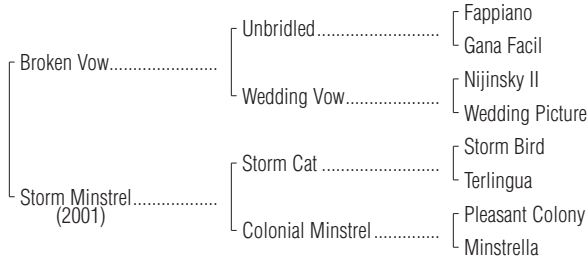 Fappiano
Unbridled
Gana Facil
Broken Vow
Nijinsky II
Wedding Vow
Wedding Picture
Storm Bird
Storm Cat
Terlingua
Storm Minstrel
(2001)
Pleasant Colony
Colonial Minstrel
Minstrella